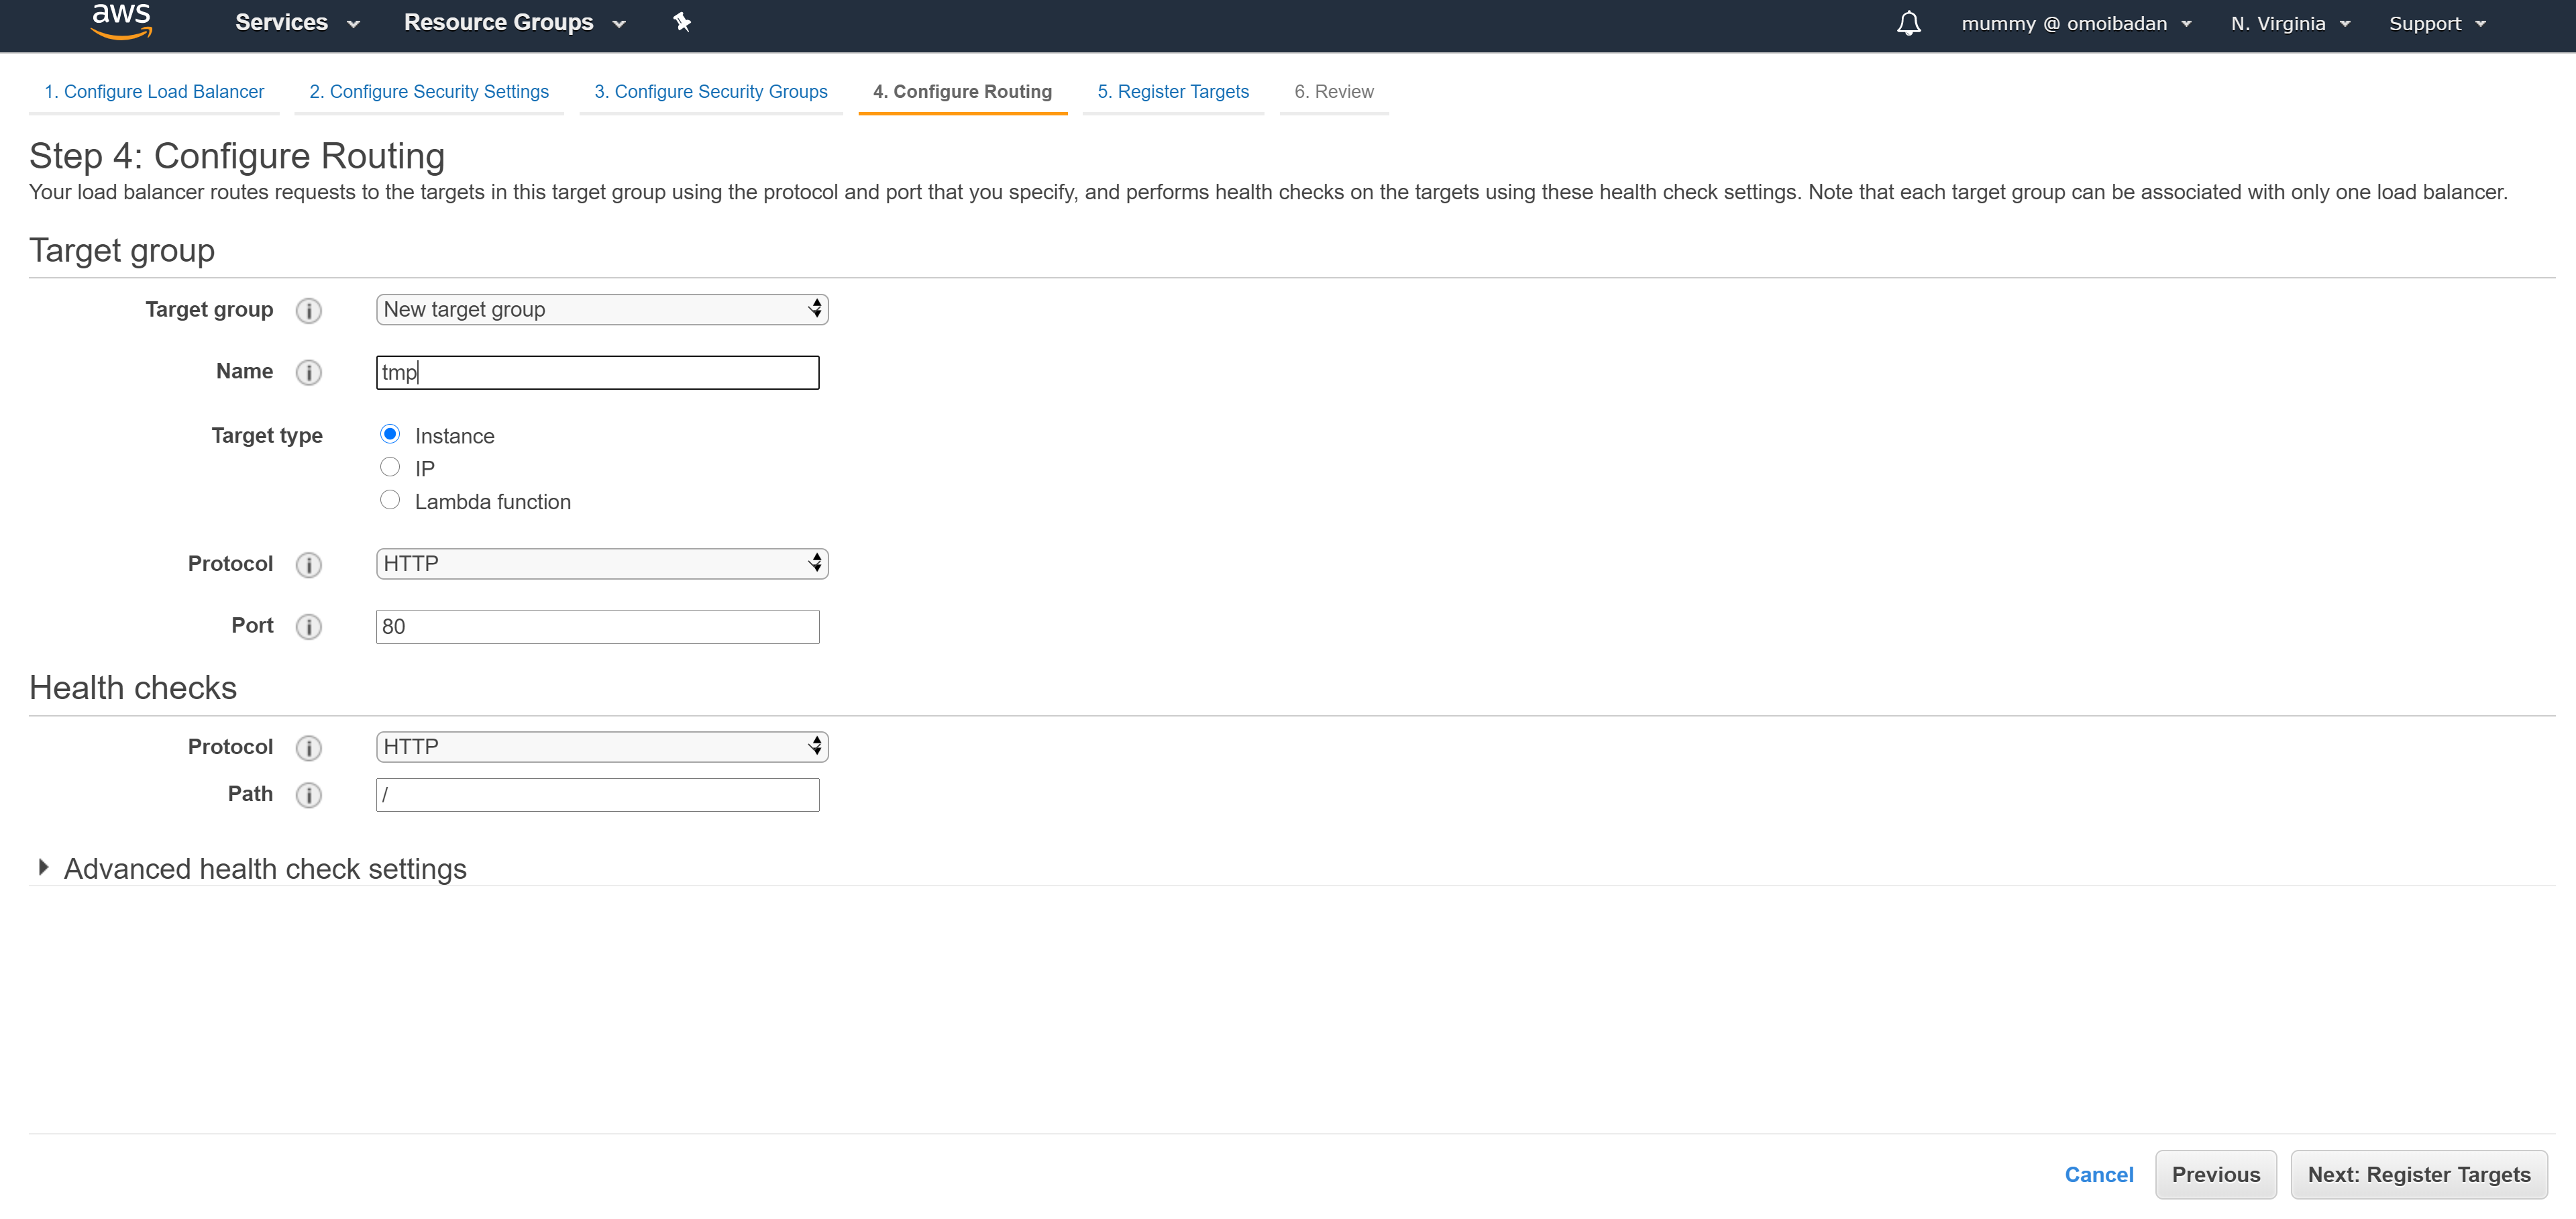 aws Services Resource Groups mummy @ omoibadan N. Virginia Support
1. Configure Load Balancer 2. Configure Security Settings 3. Configure Security Groups 4. Configure Routing 5. Register Targets 6. Review
Step 4: Configure Routing
Your load balancer routes requests to the targets in this target group using the protocol and port that you specify, and performs health checks on the targets using these health check settings. Note that each target group can be associated with only one load balancer.
Target group
Target group i New target group
Name i tmp
Target type Instance
IP
Lambda function
Protocol i HTTP
Port i 80
Health checks
Protocol i HTTP
Path i /
Advanced health check settings
Cancel Previous Next: Register Targets